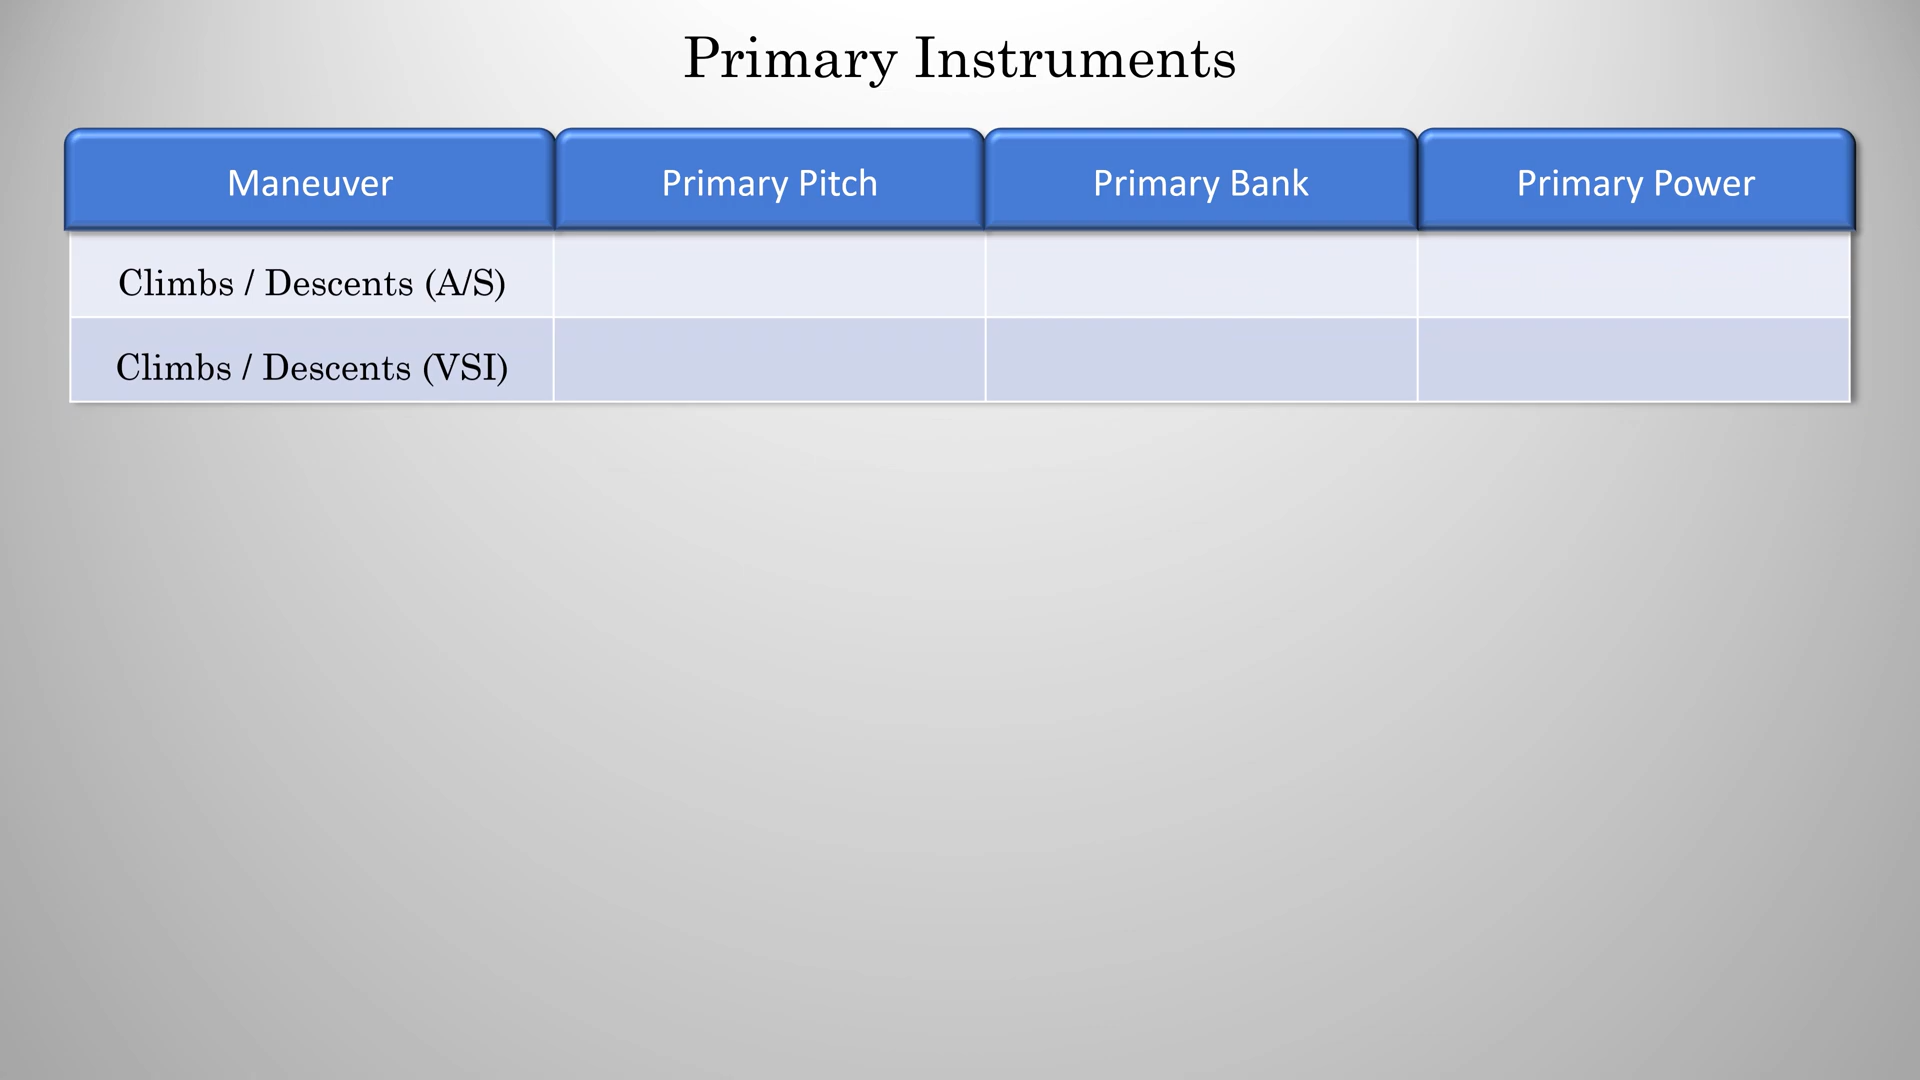 Primary Instruments
Maneuver Primary Pitch Primary Bank Primary Power
Climbs / Descents (A/S)
Climbs / Descents (VSI)